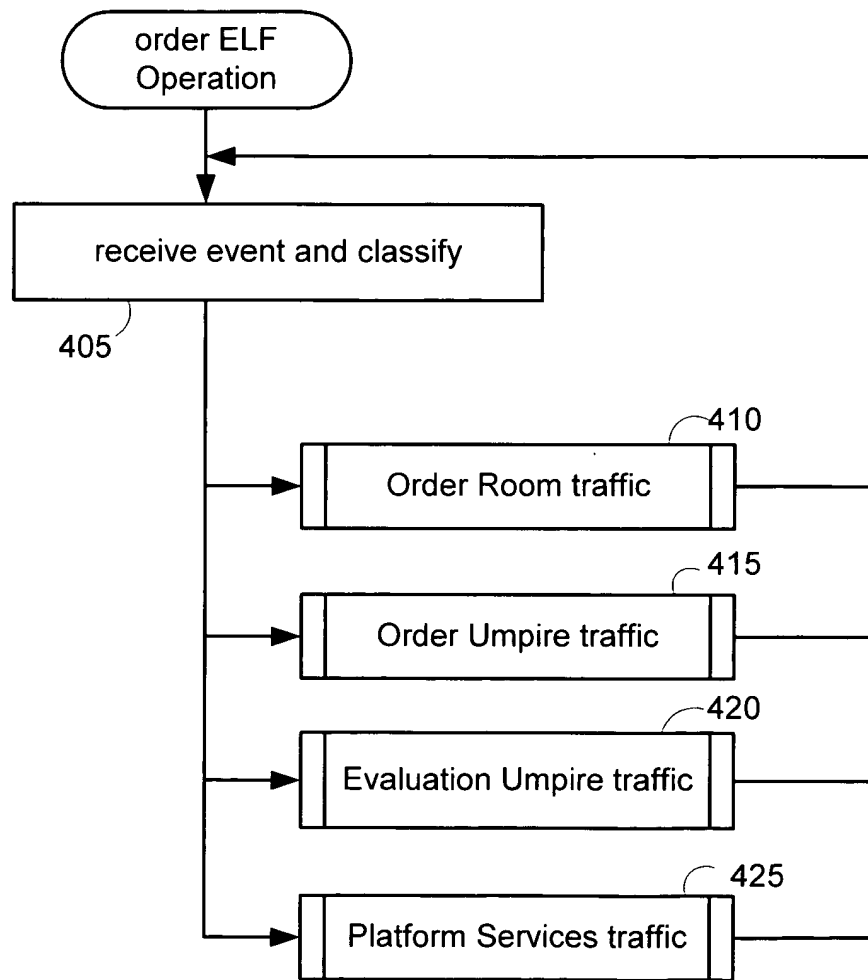 order ELF
Operation
receive event and classify
405
410
Order Room traffic
415
Order Umpire traffic
420
Evaluation Umpire traffic
425
Platform Services traffic